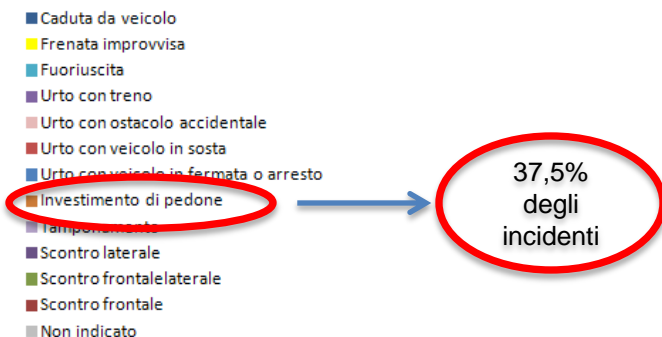 Caduta da veicolo
Frenata improvvisa
Fuoriuscita
Urto con treno
Urto con ostacolo accidentale
Urto con veicolo in sosta
Urto con veicolo in fermata o arresto
Investimento di pedone
Tamponamento
Scontro laterale
Scontro frontalelaterale
Scontro frontale
Non indicato
37,5%
degli
incidenti